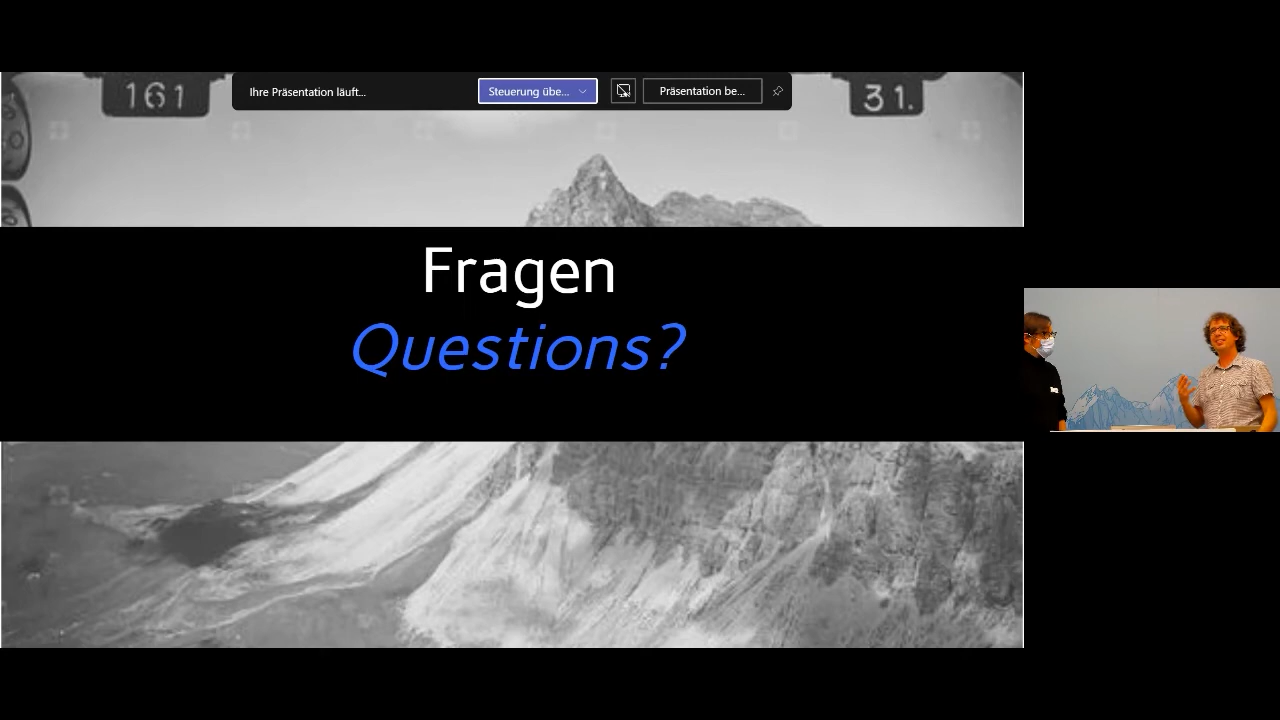 161
Ihre Präsentation läuft...
Steuerung übe...
Präsentation be...
31.
Fragen
Questions?